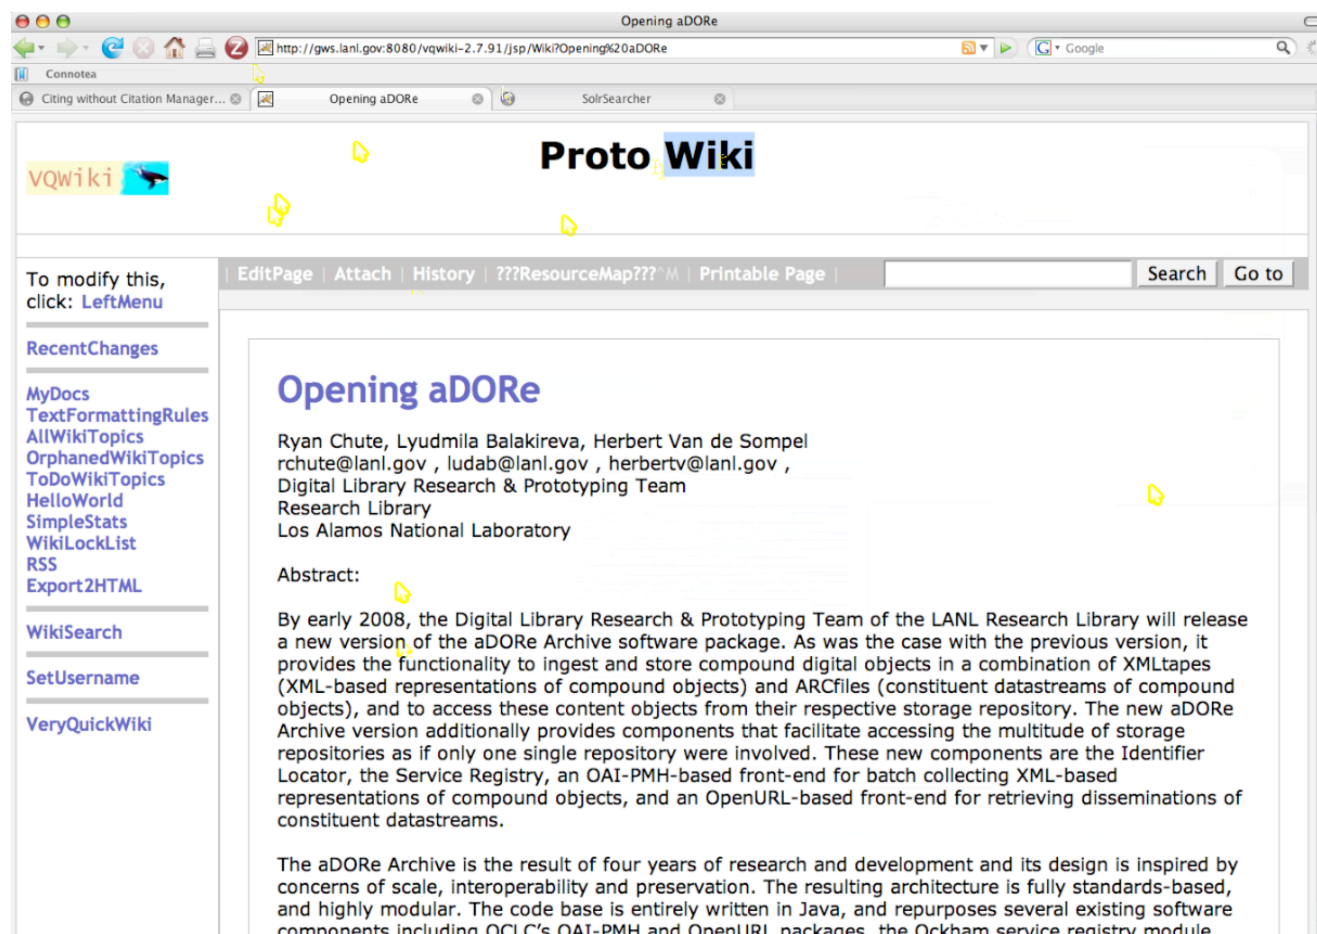 Opening aDORe
http://gws.lanl.gov:8080/vqwiki-2.7.91/jsp/Wiki?Opening%20aDORe
Google
Connotea
Citing without Citation Manager...
Opening aDORe
SolrSearcher
VQWiki
Proto Wiki
| EditPage | Attach | History | ???ResourceMap???^M | Printable Page |
Search
Go to
To modify this,
click: LeftMenu
RecentChanges
MyDocs
TextFormattingRules
AllWikiTopics
OrphanedWikiTopics
ToDoWikiTopics
HelloWorld
SimpleStats
WikiLockList
RSS
Export2HTML
WikiSearch
SetUsername
VeryQuickWiki
Opening aDORe
Ryan Chute, Lyudmila Balakireva, Herbert Van de Sompel
rchute@lanl.gov , ludab@lanl.gov , herbertv@lanl.gov ,
Digital Library Research & Prototyping Team
Research Library
Los Alamos National Laboratory
Abstract:
By early 2008, the Digital Library Research & Prototyping Team of the LANL Research Library will release
a new version of the aDORe Archive software package. As was the case with the previous version, it
provides the functionality to ingest and store compound digital objects in a combination of XMLtapes
(XML-based representations of compound objects) and ARCfiles (constituent datastreams of compound
objects), and to access these content objects from their respective storage repository. The new aDORe
Archive version additionally provides components that facilitate accessing the multitude of storage
repositories as if only one single repository were involved. These new components are the Identifier
Locator, the Service Registry, an OAI-PMH-based front-end for batch collecting XML-based
representations of compound objects, and an OpenURL-based front-end for retrieving disseminations of
constituent datastreams.
The aDORe Archive is the result of four years of research and development and its design is inspired by
concerns of scale, interoperability and preservation. The resulting architecture is fully standards-based,
and highly modular. The code base is entirely written in Java, and repurposes several existing software
components including OCLC's OAI-PMH and OpenURL packages, the Ockham service registry module